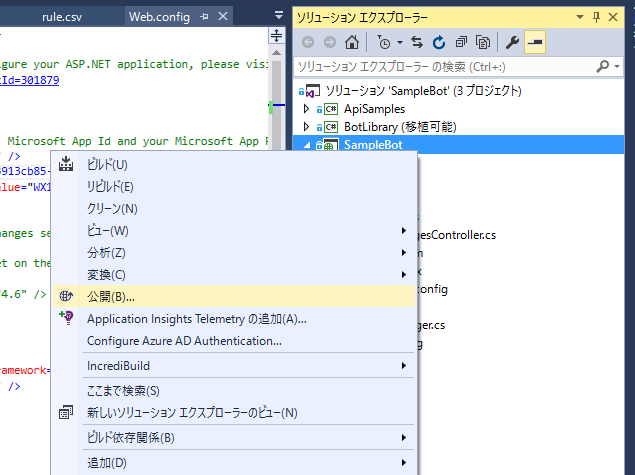 rule.csv
Web.config
ソリューション エクスプローラー
ソリューション エクスプローラー の検索 (Ctrl+:)
ソリューション 'SampleBot' (3 プロジェクト)
ApiSamples
BotLibrary (移植可能)
SampleBot
gesController.cs
config
ger.cs
igure your ASP.NET application, please visi
tId=301879
Microsoft App Id and your Microsoft App P
" />
6913cb85-
value="WX1
hanges se
et on the
"4.6" />
ramework=
" />
ビルド(U)
リビルド(E)
クリーン(N)
ビュー(W)
分析(Z)
変換(C)
公開(B)...
Application Insights Telemetry の追加(A)...
Configure Azure AD Authentication...
IncrediBuild
ここまで検索(S)
新しいソリューション エクスプローラーのビュー(N)
ビルド依存関係(B)
追加(D)